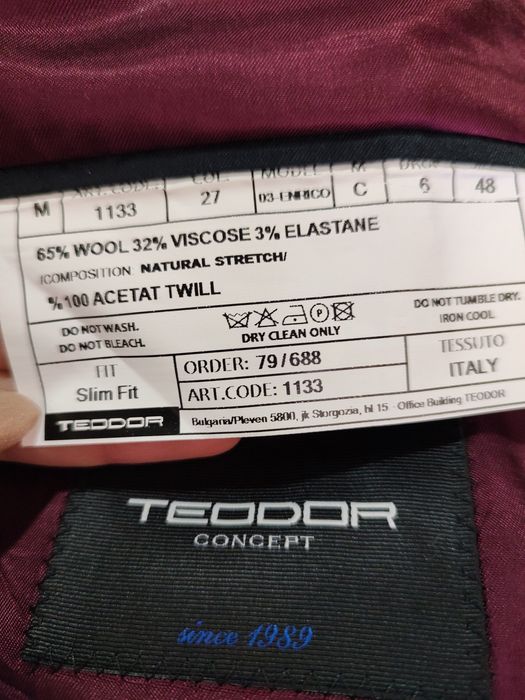 ART. CODE COL. MODEL M DROP
M 1133 27 03-ENRICO C 6 48
65% WOOL 32% VISCOSE 3% ELASTANE
/COMPOSITION NATURAL STRETCH/
%100 ACETAT TWILL
DO NOT WASH.
DO NOT BLEACH.
DRY CLEAN ONLY
DO NOT TUMBLE DRY.
IRON COOL
FIT
Slim Fit
ORDER: 79/688
ART.CODE: 1133
TESSUTO
ITALY
TEODOR
Bulgaria/Pleven 5800, jk Storgozia, bl 15 - Office Building TEODOR
TEODOR
CONCEPT
since 1989